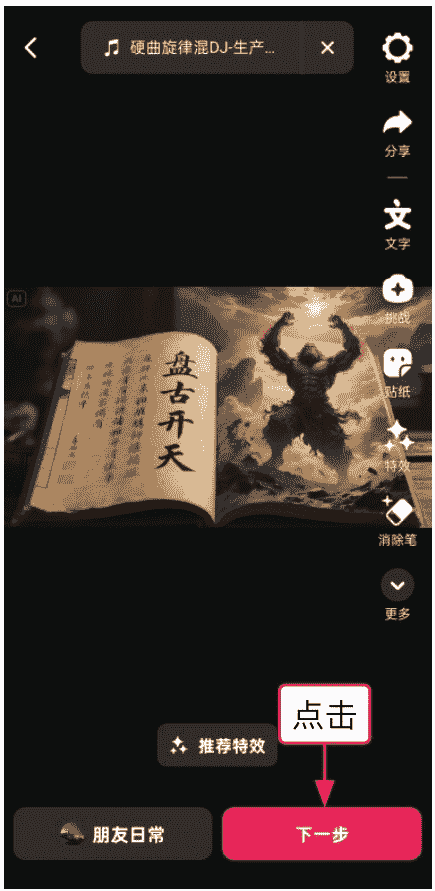 硬曲旋律混DJ-生产...
设置
分享
文
文字
挑战
贴纸
特效
消除笔
更多
AI
盘古开天
点击
推荐特效
朋友日常
下一步